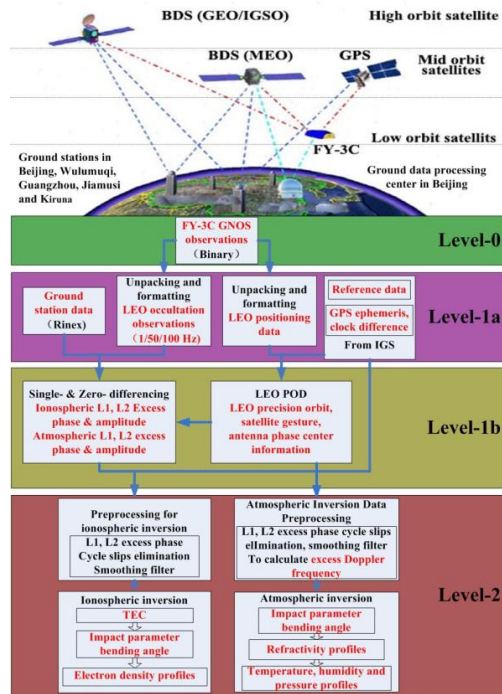 BDS (GEO/IGSO)
High orbit satellite
BDS (MEO)
GPS
Mid orbit
satellites
Low orbit satellits
FY-3C
Ground stations in
Beijing, Wulumuqi,
Guangzhou, Jiamusi
and Kiruna
Ground data processing
center in Beijing
FY-3C GNOS
observations
(Binary)
Level-0
Ground
station data
(Rinex)
Unpacking and
formatting
LEO occultation
observations
(1/50/100 Hz)
Unpacking and
formatting
LEO positioning
data
Reference data
GPS ephemeris,
clock difference
From IGS
Level-1a
Single- & Zero- differencing
Ionospheric L1, L2 Excess
phase & amplitude
Atmospheric L1, L2 excess
phase & amplitude
LEO POD
LEO precision orbit,
satellite gesture,
antenna phase center
information
Level-1b
Preprocessing for
ionospheric inversion
L1, L2 excess phase
Cycle slips elimination
Smoothing filter
Atmospheric Inversion Data
Preprocessing
L1, L2 excess phase cycle slips
elImination, smoothing filter
To calculate excess Doppler
frequency
Level-2
Ionospheric inversion
TEC
Impact parameter
bending angle
Electron density profiles
Atmospheric inversion
Impact parameter
bending angle
Refractivity profiles
Temperature, humidity and
pressure profiles